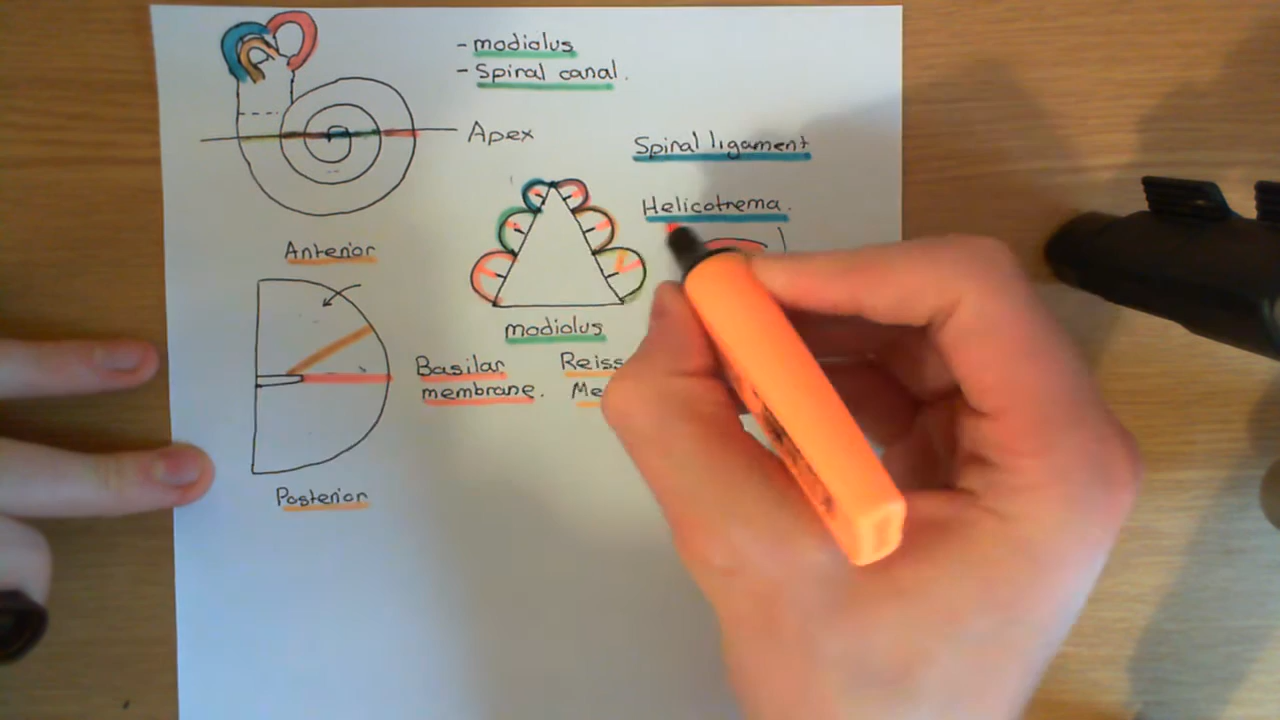 - modiolus
- Spiral canal.
Apex
Spiral ligament
Helicotrema.
Anterior
modiolus
Basilar
membrane.
Posterior